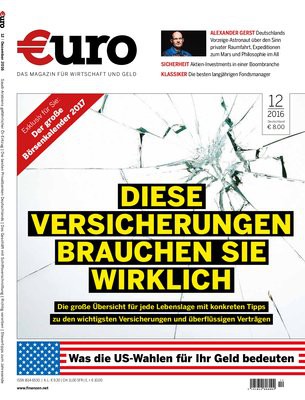 €uro
DAS MAGAZIN FÜR WIRTSCHAFT UND GELD
ALEXANDER GERST Deutschlands
Vorzeige-Astronaut über den Sinn
privater Raumfahrt, Expeditionen
zum Mars und Philosophie im All
SICHERHEIT Aktien-Investments in einer Boombranche
KLASSIKER Die besten langjährigen Fondsmanager
12
2016
Deutschland
€ 8,00
Exklusiv für Sie:
Der große
Börsenkalender 2017
DIESE
VERSICHERUNGEN
BRAUCHEN SIE
WIRKLICH
Die große Übersicht für jede Lebenslage mit konkreten Tipps
zu den wichtigsten Versicherungen und überflüssigen Verträgen
Was die US-Wahlen für Ihr Geld bedeuten
www.finanzen.net